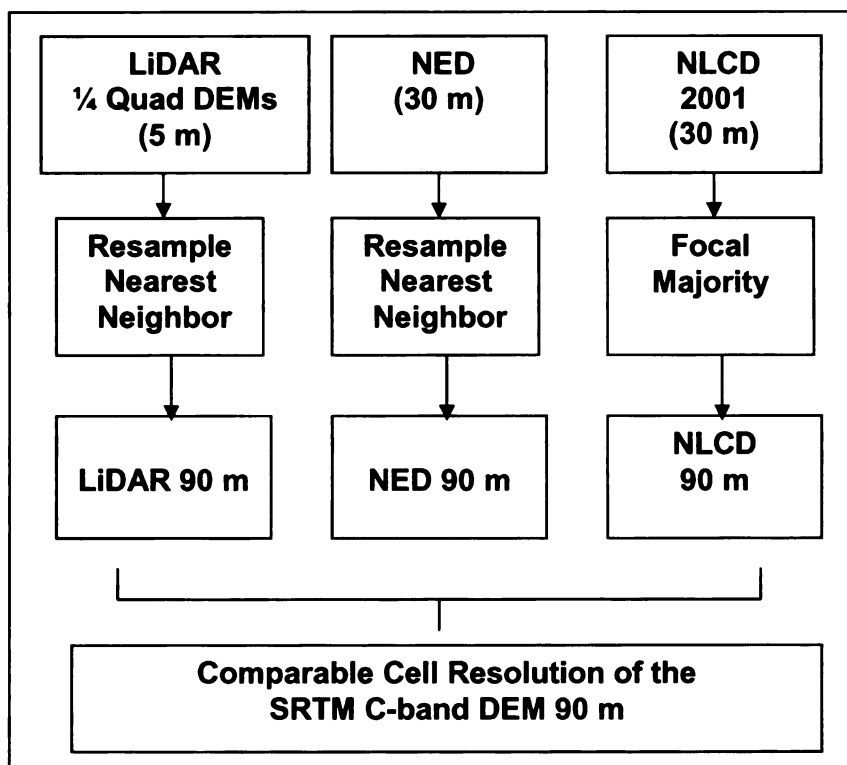 LiDAR
¼ Quad DEMs
(5 m)
NED
(30 m)
NLCD
2001
(30 m)
Resample
Nearest
Neighbor
Resample
Nearest
Neighbor
Focal
Majority
LiDAR 90 m
NED 90 m
NLCD
90 m
Comparable Cell Resolution of the
SRTM C-band DEM 90 m